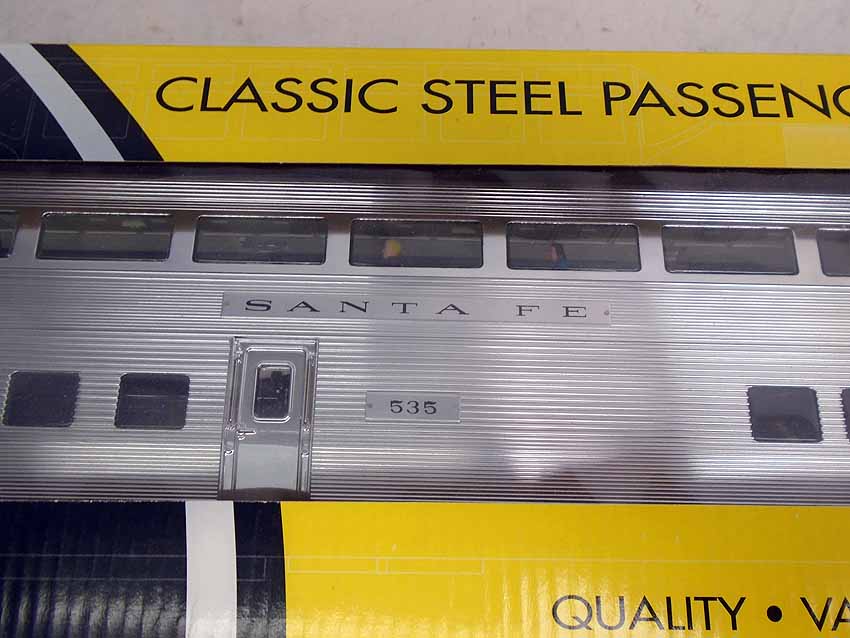 CLASSIC STEEL PASSENG
SANTA FE
535
QUALITY • VA